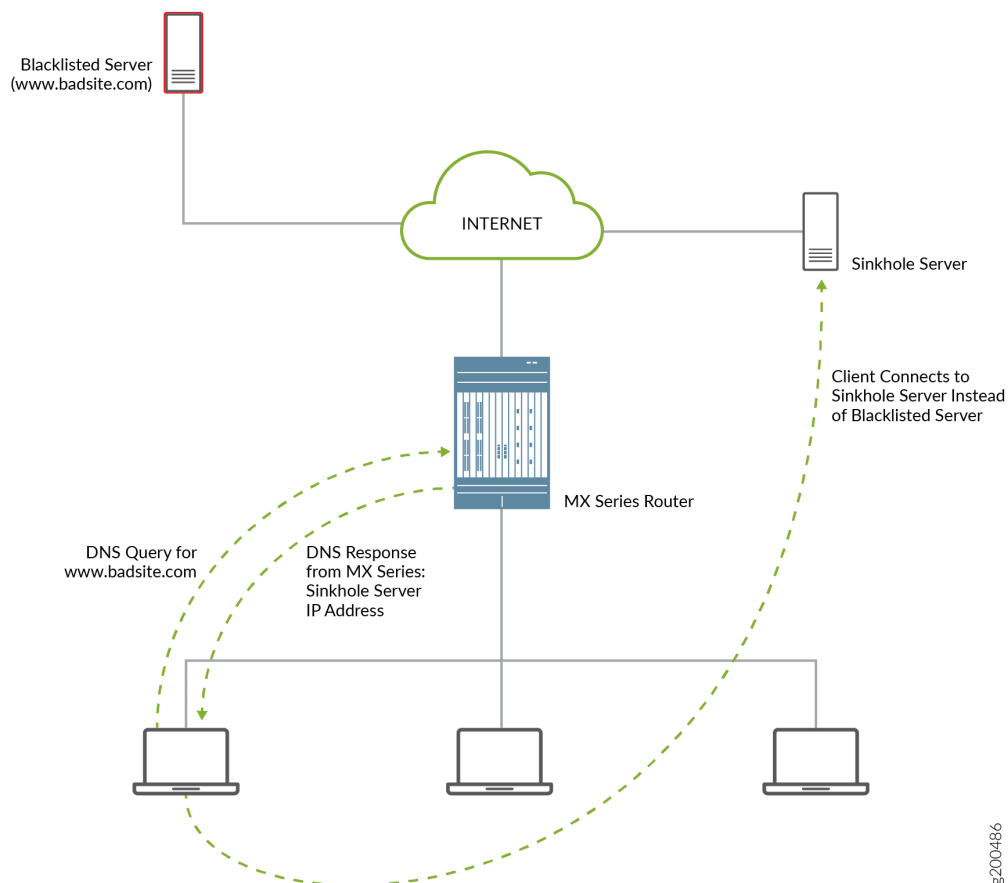 Blacklisted Server
(www.badsite.com)
INTERNET
Sinkhole Server
Client Connects to
Sinkhole Server Instead
of Blacklisted Server
MX Series Router
DNS Query for
www.badsite.com
DNS Response
from MX Series:
Sinkhole Server
IP Address
g200486